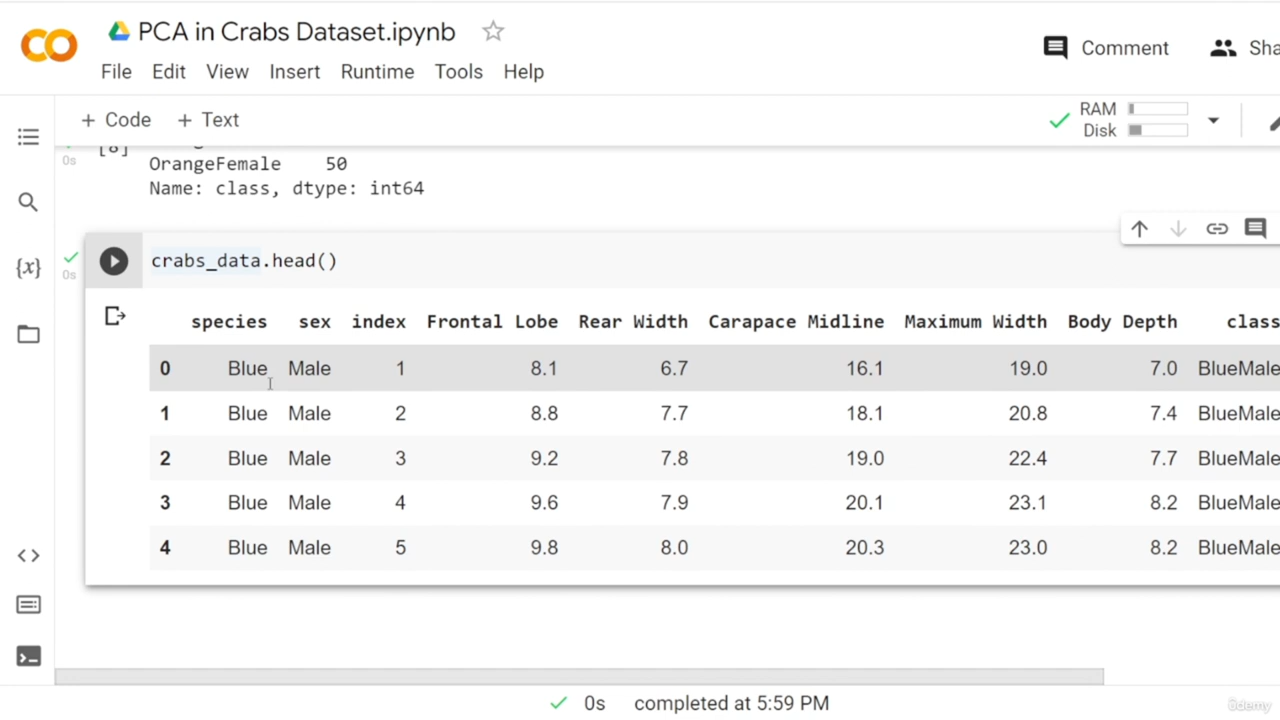 PCA in Crabs Dataset.ipynb
File Edit View Insert Runtime Tools Help
Comment
Sha
+ Code + Text
RAM
Disk
0s
[8]
OrangeFemale 50
Name: class, dtype: int64
0s
crabs_data.head()
species sex index Frontal Lobe Rear Width Carapace Midline Maximum Width Body Depth class
0 Blue Male 1 8.1 6.7 16.1 19.0 7.0 BlueMale
1 Blue Male 2 8.8 7.7 18.1 20.8 7.4 BlueMale
2 Blue Male 3 9.2 7.8 19.0 22.4 7.7 BlueMale
3 Blue Male 4 9.6 7.9 20.1 23.1 8.2 BlueMale
4 Blue Male 5 9.8 8.0 20.3 23.0 8.2 BlueMale
{x}
0s completed at 5:59 PM
ûdemy